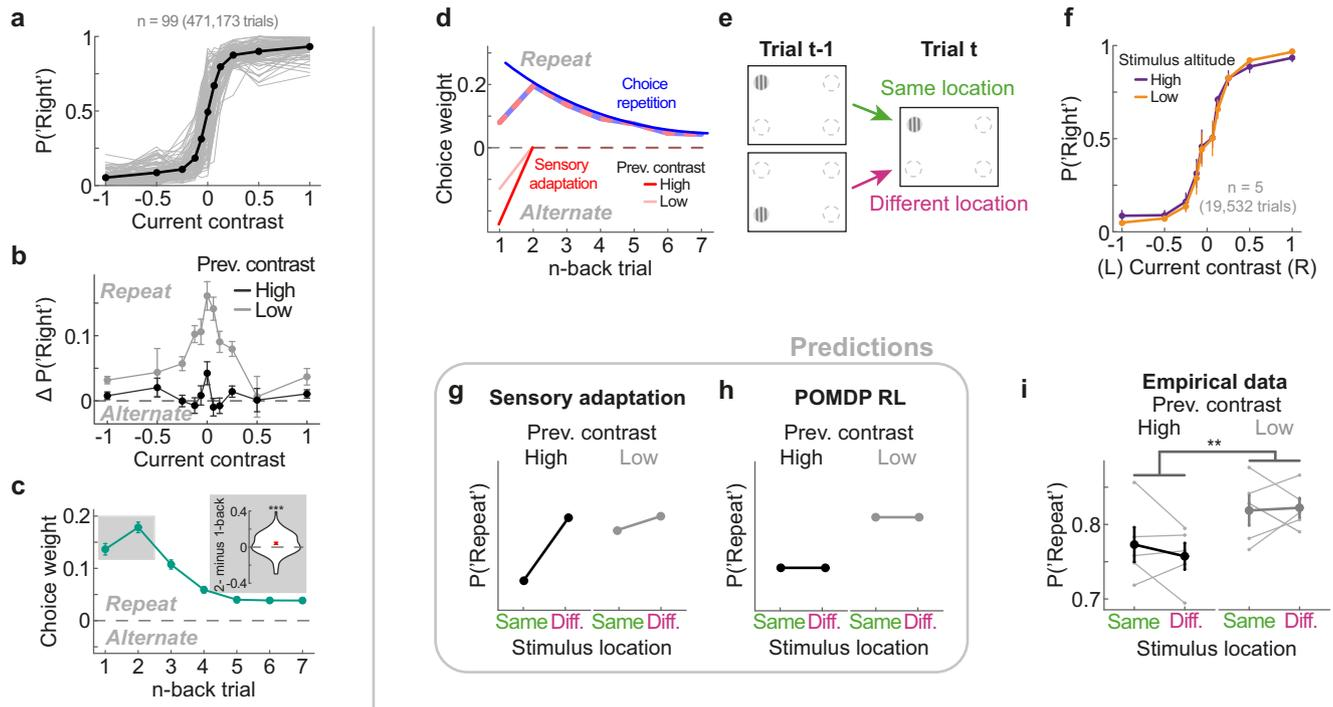 a
n = 99 (471,173 trials)
1
0.5
0
P('Right')
-1 -0.5 0 0.5 1
Current contrast
b
Prev. contrast
High
Low
Repeat
Alternate
0.1
0
Δ P('Right')
-1 -0.5 0 0.5 1
Current contrast
c
0.2
0.1
0
Choice weight
Repeat
Alternate
2- minus 1-back
0.4
0
-0.4
***
1 2 3 4 5 6 7
n-back trial
d
Repeat
Choice
repetition
0.2
0
Choice weight
Sensory
adaptation
Prev. contrast
High
Low
Alternate
1 2 3 4 5 6 7
n-back trial
e
Trial t-1
Trial t
Same location
Different location
f
1
0.5
0
P('Right')
Stimulus altitude
High
Low
n = 5
(19,532 trials)
-1 -0.5 0 0.5 1
(L) Current contrast (R)
Predictions
g
Sensory adaptation
Prev. contrast
High
Low
P('Repeat')
Same Diff. Same Diff.
Stimulus location
h
POMDP RL
Prev. contrast
High
Low
P('Repeat')
Same Diff. Same Diff.
Stimulus location
i
Empirical data
Prev. contrast
High
Low
**
0.8
0.7
P('Repeat')
Same Diff. Same Diff.
Stimulus location